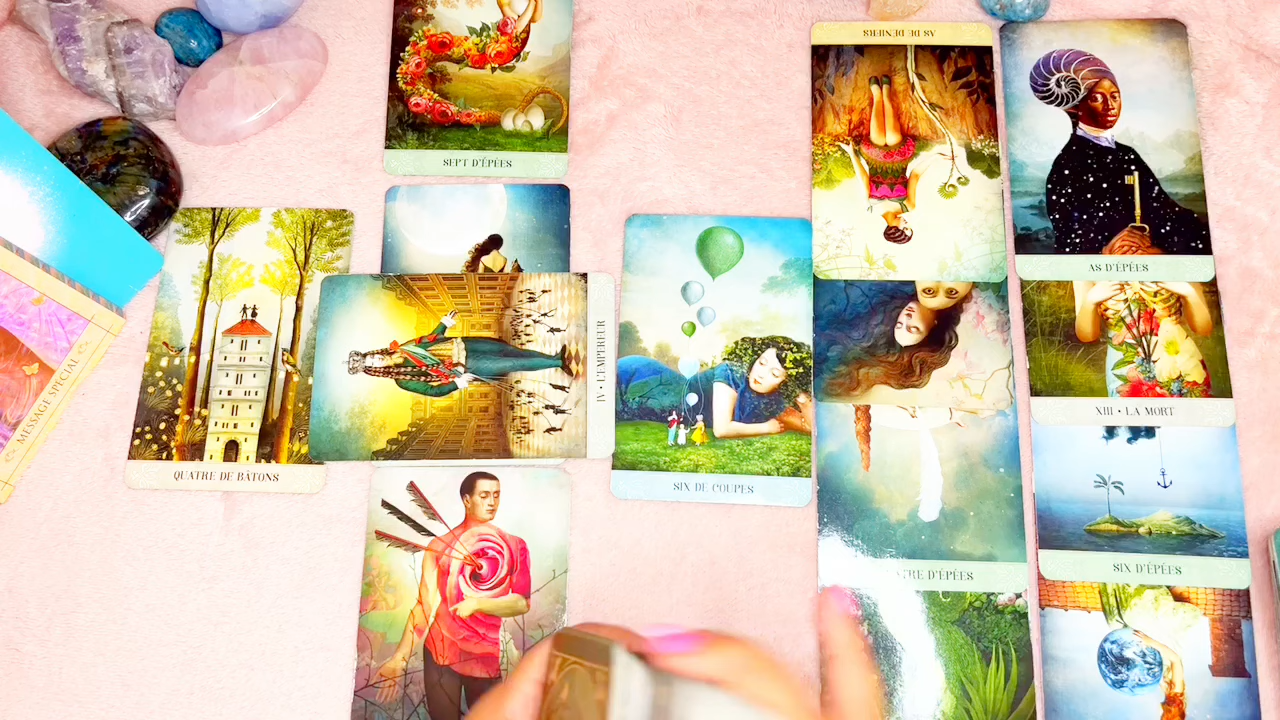 SEPT D'ÉPÉES
AS DE DENIERS
AS D'ÉPÉES
MESSAGE SPÉCIAL
QUATRE DE BÂTONS
IV • L'EMPEREUR
SIX DE COUPES
XIII • LA MORT
D'ÉPÉES
SIX D'ÉPÉES